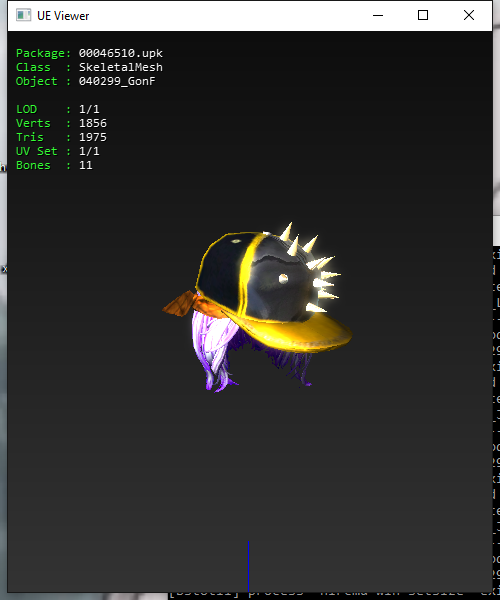 UE Viewer
Package: 00046510.upk
Class : SkeletalMesh
Object : 040299_GonF
LOD : 1/1
Verts : 1856
Tris : 1975
UV Set : 1/1
Bones : 11